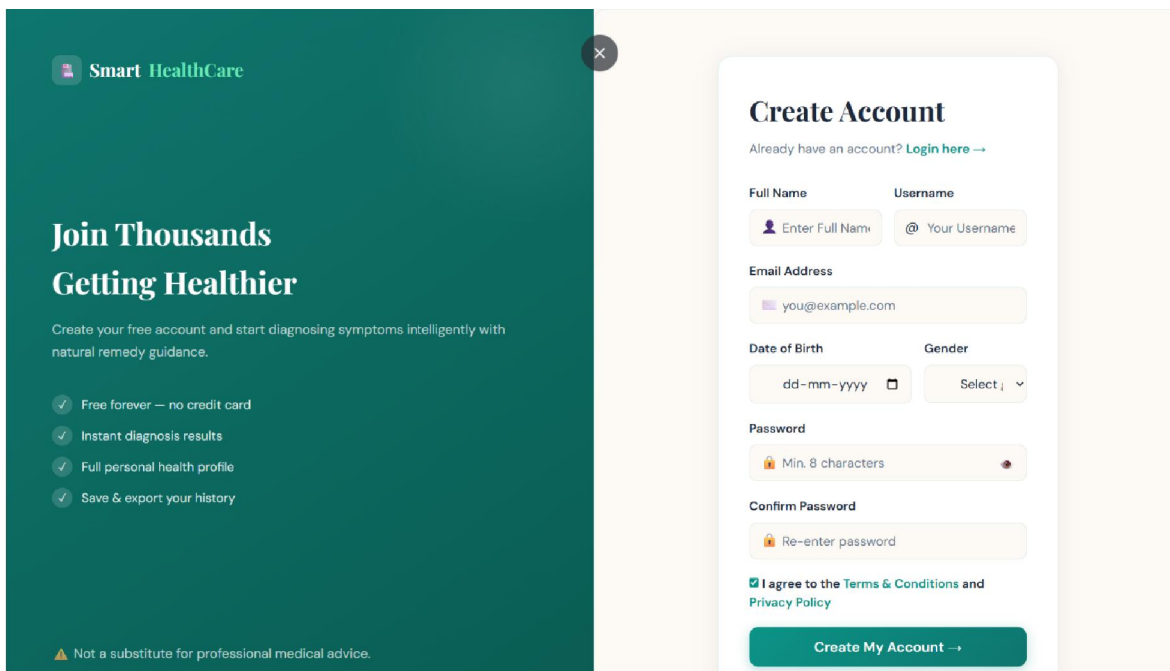 Smart HealthCare
Join Thousands
Getting Healthier
Create your free account and start diagnosing symptoms intelligently with
natural remedy guidance.
✓ Free forever — no credit card
✓ Instant diagnosis results
✓ Full personal health profile
✓ Save & export your history
⚠ Not a substitute for professional medical advice.
×
Create Account
Already have an account? Login here →
Full Name Username
Enter Full Nam @ Your Username
Email Address
you@example.com
Date of Birth Gender
dd-mm-yyyy Select
Password
Min. 8 characters
Confirm Password
Re-enter password
I agree to the Terms & Conditions and
Privacy Policy
Create My Account →